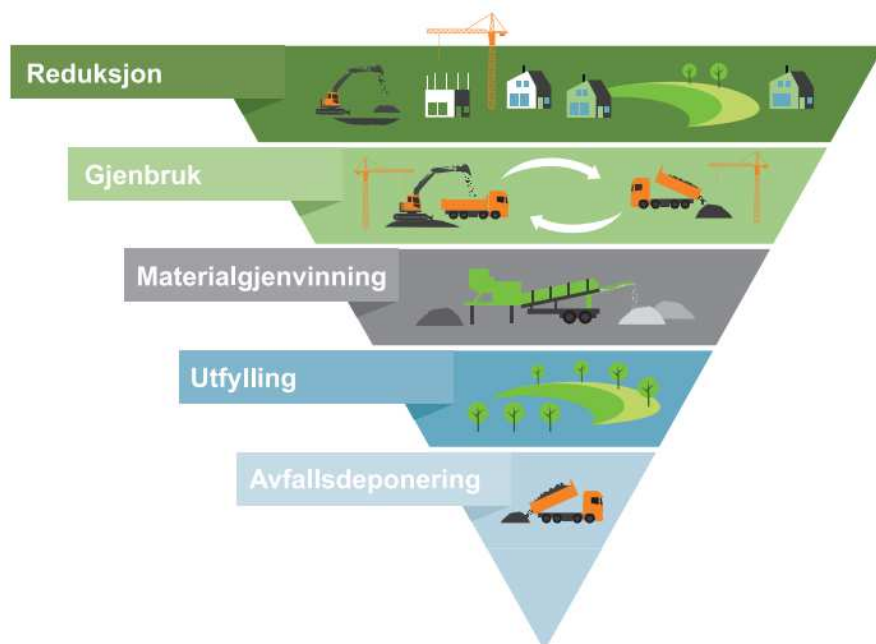 Reduksjon
Gjenbruk
Materialgjenvinning
Utfylling
Avfallsdeponering